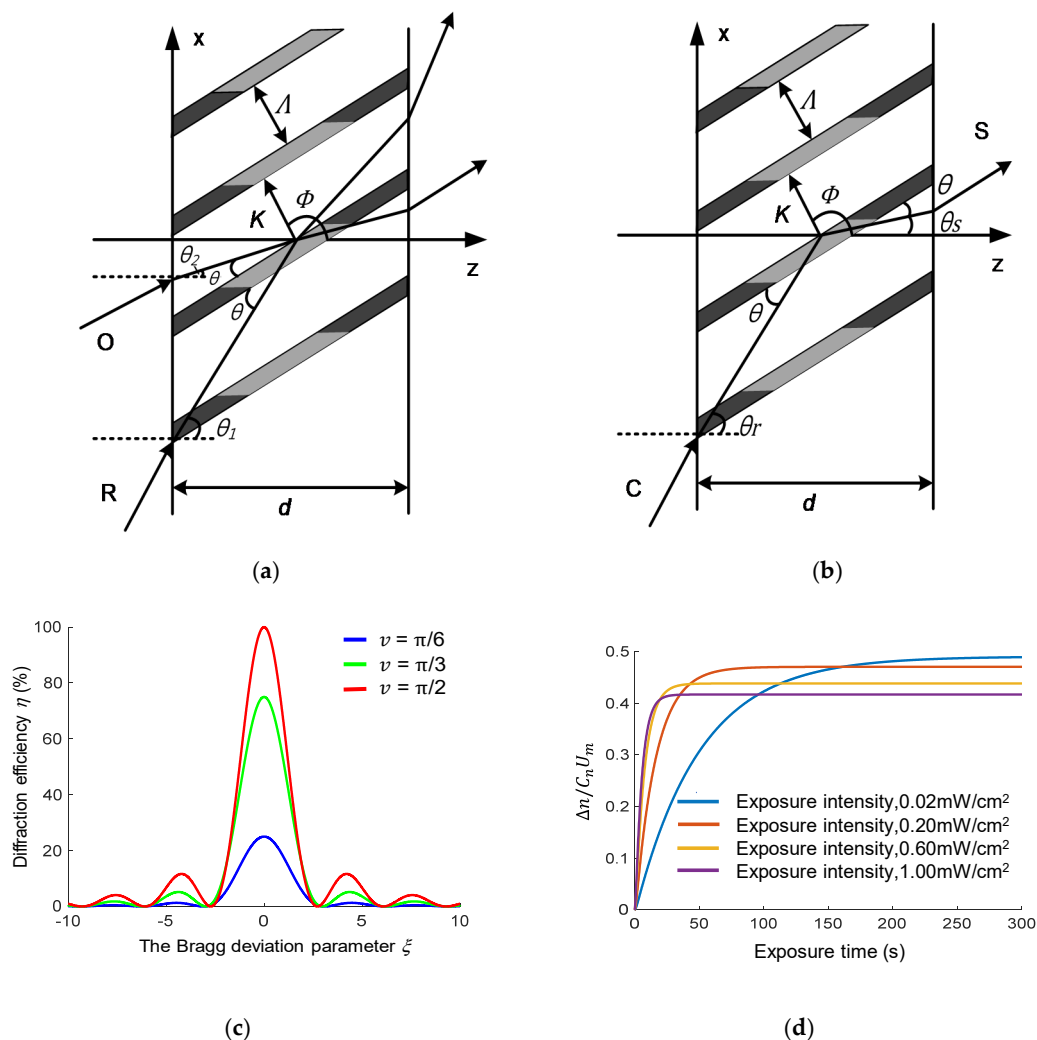 x
Λ
K
Φ
z
θ2
θ
θ
O
θ1
R
d
(a)
x
Λ
S
K
Φ
θ
θs
z
θ
θr
C
d
(b)
100
80
60
40
20
0
-10
-5
0
5
10
Diffraction efficiency η (%)
The Bragg deviation parameter ξ
v = π/6
v = π/3
v = π/2
(c)
0.5
0.4
0.3
0.2
0.1
0
0
50
100
150
200
250
300
Δn/CnUm
Exposure intensity,0.02mW/cm²
Exposure intensity,0.20mW/cm²
Exposure intensity,0.60mW/cm²
Exposure intensity,1.00mW/cm²
Exposure time (s)
(d)